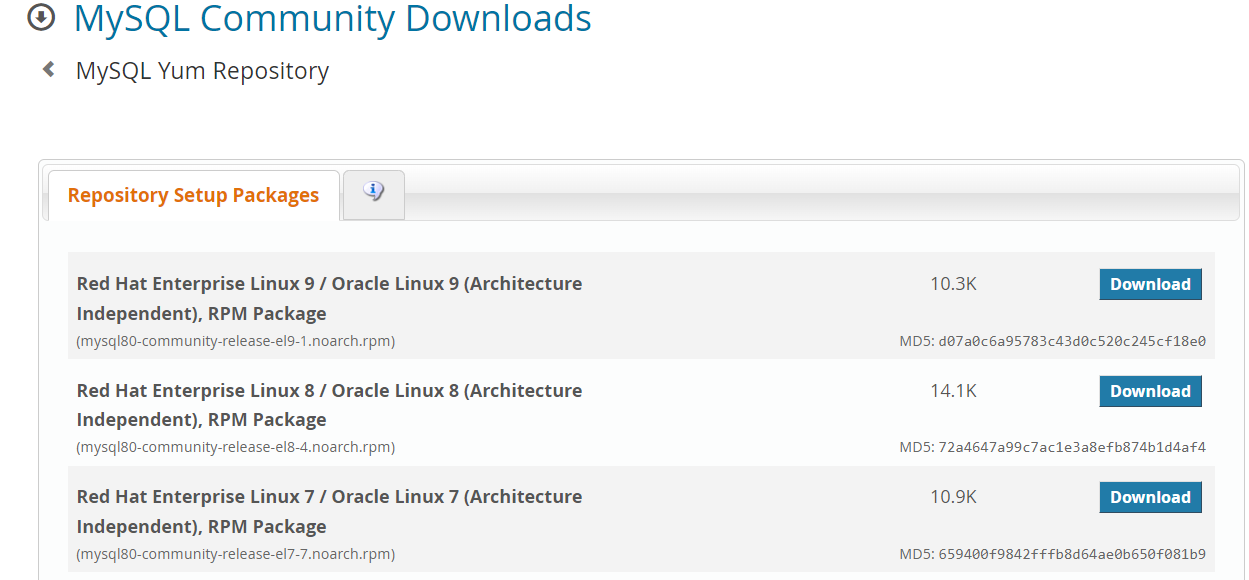 MySQL Community Downloads
MySQL Yum Repository
Repository Setup Packages
Red Hat Enterprise Linux 9 / Oracle Linux 9 (Architecture
Independent), RPM Package
10.3K
Download
(mysql80-community-release-el9-1.noarch.rpm)
MD5: d07a0c6a95783c43d0c520c245cf18e0
Red Hat Enterprise Linux 8 / Oracle Linux 8 (Architecture
Independent), RPM Package
14.1K
Download
(mysql80-community-release-el8-4.noarch.rpm)
MD5: 72a4647a99c7ac1e3a8efb874b1d4af4
Red Hat Enterprise Linux 7 / Oracle Linux 7 (Architecture
Independent), RPM Package
10.9K
Download
(mysql80-community-release-el7-7.noarch.rpm)
MD5: 659400f9842fffb8d64ae0b650f081b9